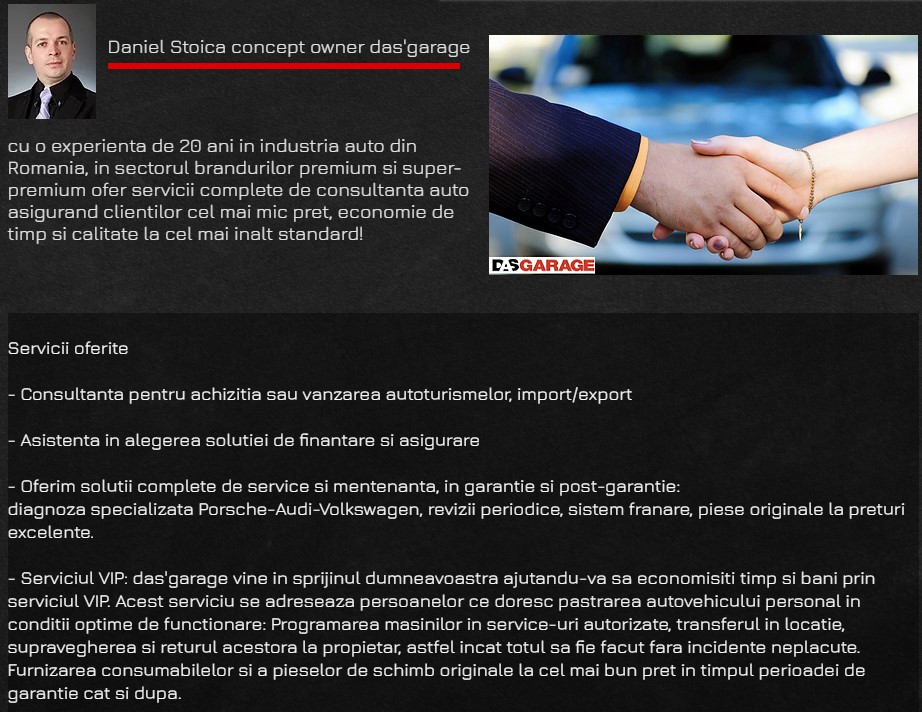 Daniel Stoica concept owner das'garage
cu o experienta de 20 ani in industria auto din
Romania, in sectorul brandurilor premium si super-
premium ofer servicii complete de consultanta auto
asigurand clientilor cel mai mic pret, economie de
timp si calitate la cel mai inalt standard!
DASGARAGE
Servicii oferite
- Consultanta pentru achizitia sau vanzarea autoturismelor, import/export
- Asistenta in alegerea solutiei de finantare si asigurare
- Oferim solutii complete de service si mentenanta, in garantie si post-garantie:
diagnoza specializata Porsche-Audi-Volkswagen, revizii periodice, sistem franare, piese originale la preturi
excelente.
- Serviciul VIP: das'garage vine in sprijinul dumneavoastra ajutandu-va sa economisiti timp si bani prin
serviciul VIP. Acest serviciu se adreseaza persoanelor ce doresc pastrarea autovehicului personal in
conditii optime de functionare: Programarea masinilor in service-uri autorizate, transferul in locatie,
supravegherea si returul acestora la propietar, astfel incat totul sa fie facut fara incidente neplacute.
Furnizarea consumabilelor si a pieselor de schimb originale la cel mai bun pret in timpul perioadei de
garantie cat si dupa.